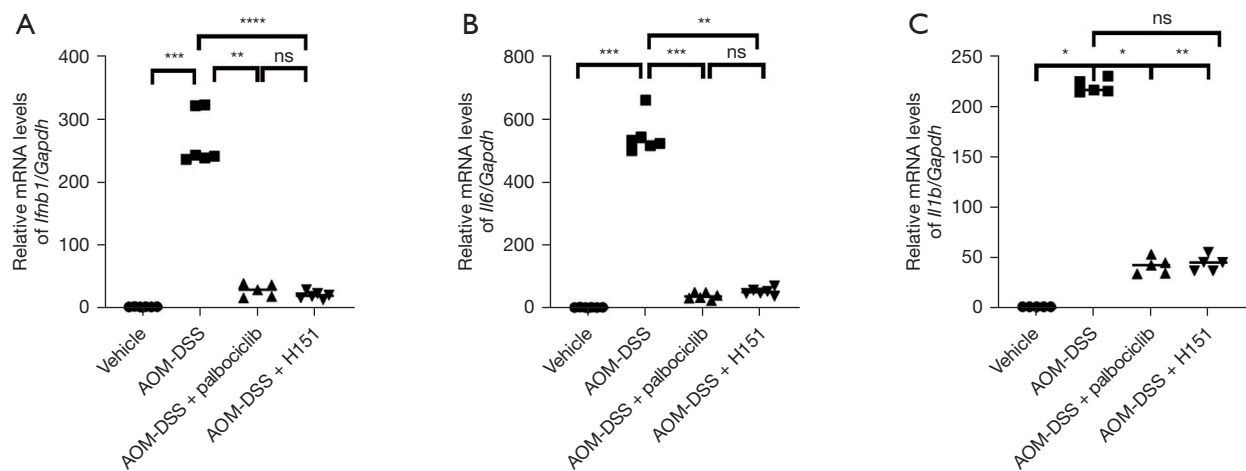 A
****
***
**
ns
400
300
200
100
0
Relative mRNA levels
of Ifnb1/Gapdh
Vehicle
AOM-DSS
AOM-DSS + palbociclib
AOM-DSS + H151
B
**
***
***
ns
800
600
400
200
0
Relative mRNA levels
of Il6/Gapdh
Vehicle
AOM-DSS
AOM-DSS + palbociclib
AOM-DSS + H151
C
ns
*
*
**
250
200
150
100
50
0
Relative mRNA levels
of Il1b/Gapdh
Vehicle
AOM-DSS
AOM-DSS + palbociclib
AOM-DSS + H151